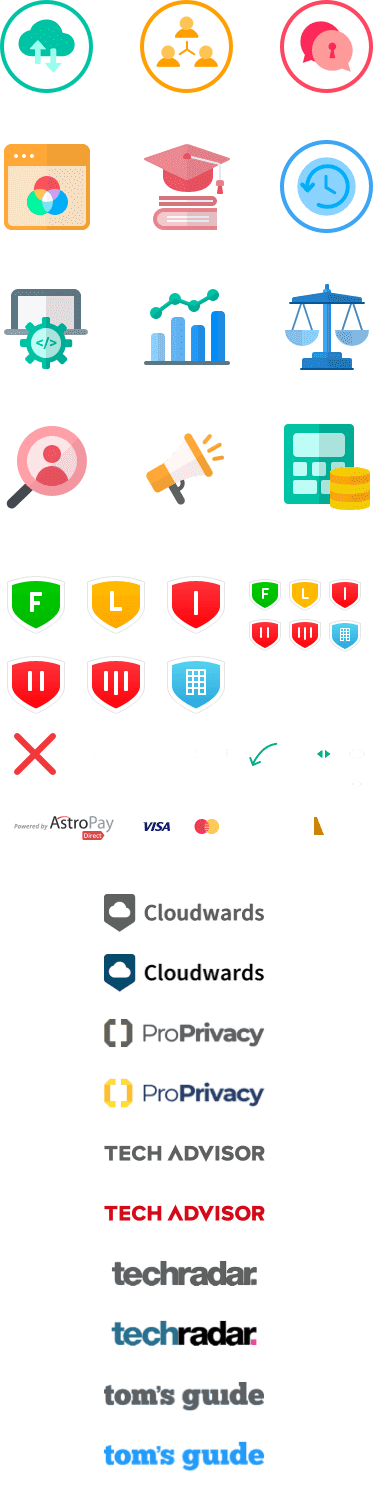 </>
F L I F L I
II III II III
Powered by AstroPay VISA
Direct
Cloudwards
Cloudwards
ProPrivacy
ProPrivacy
TECH ADVISOR
TECH ADVISOR
techradar.
techradar.
tom's guide
tom's guide